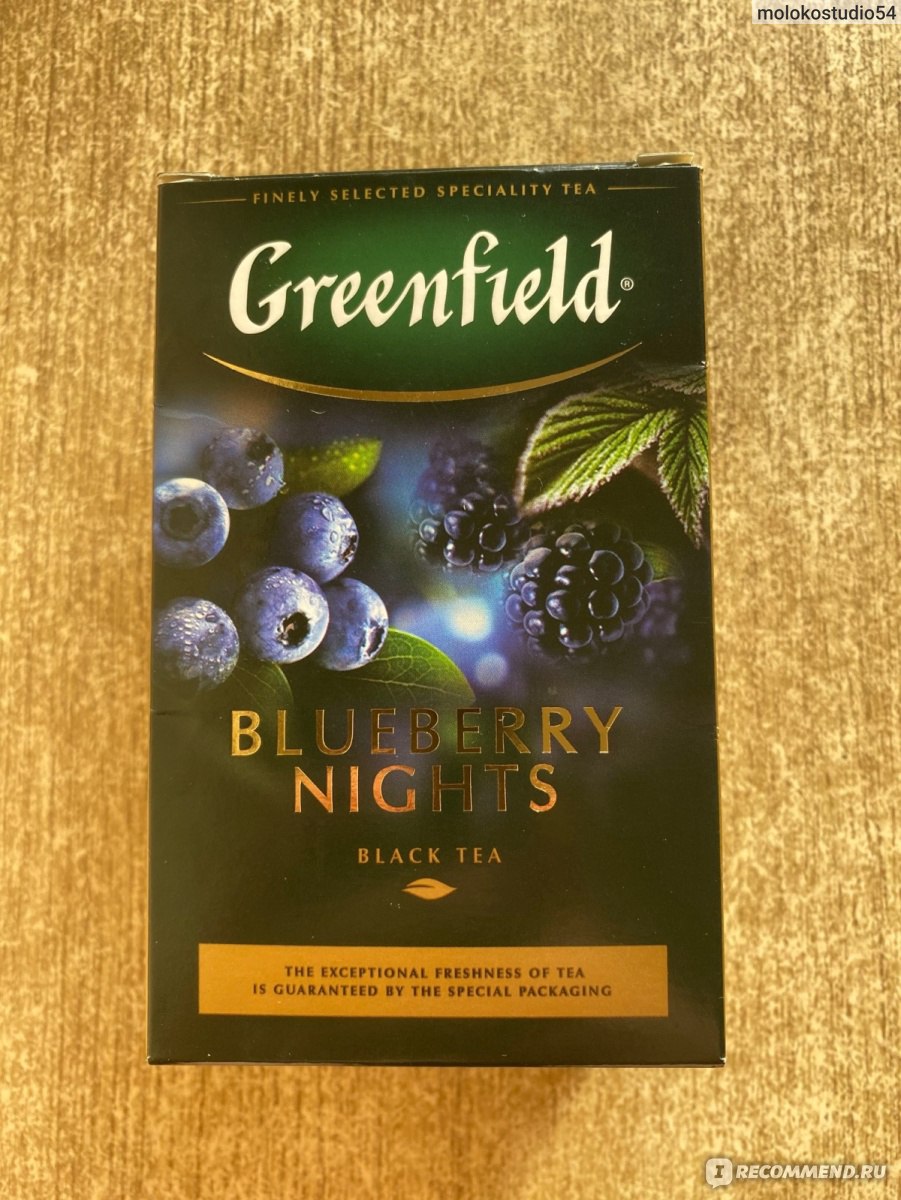 molokostudio54
FINELY SELECTED SPECIALITY TEA
Greenfield®
BLUEBERRY
NIGHTS
BLACK TEA
THE EXCEPTIONAL FRESHNESS OF TEA
IS GUARANTEED BY THE SPECIAL PACKAGING
IRECOMMEND.RU